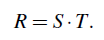 R = S · T.